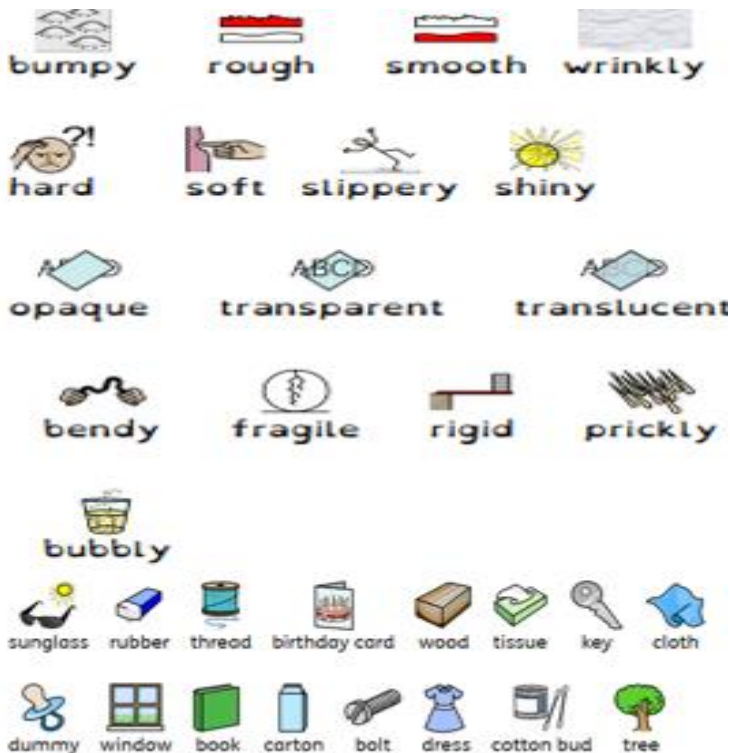 bumpy rough smooth wrinkly
?!
hard soft slippery shiny
ABCD
opaque transparent translucent
bendy fragile rigid prickly
bubbly
sunglass rubber thread birthday card wood tissue key cloth
dummy window book carton bolt dress cotton bud tree